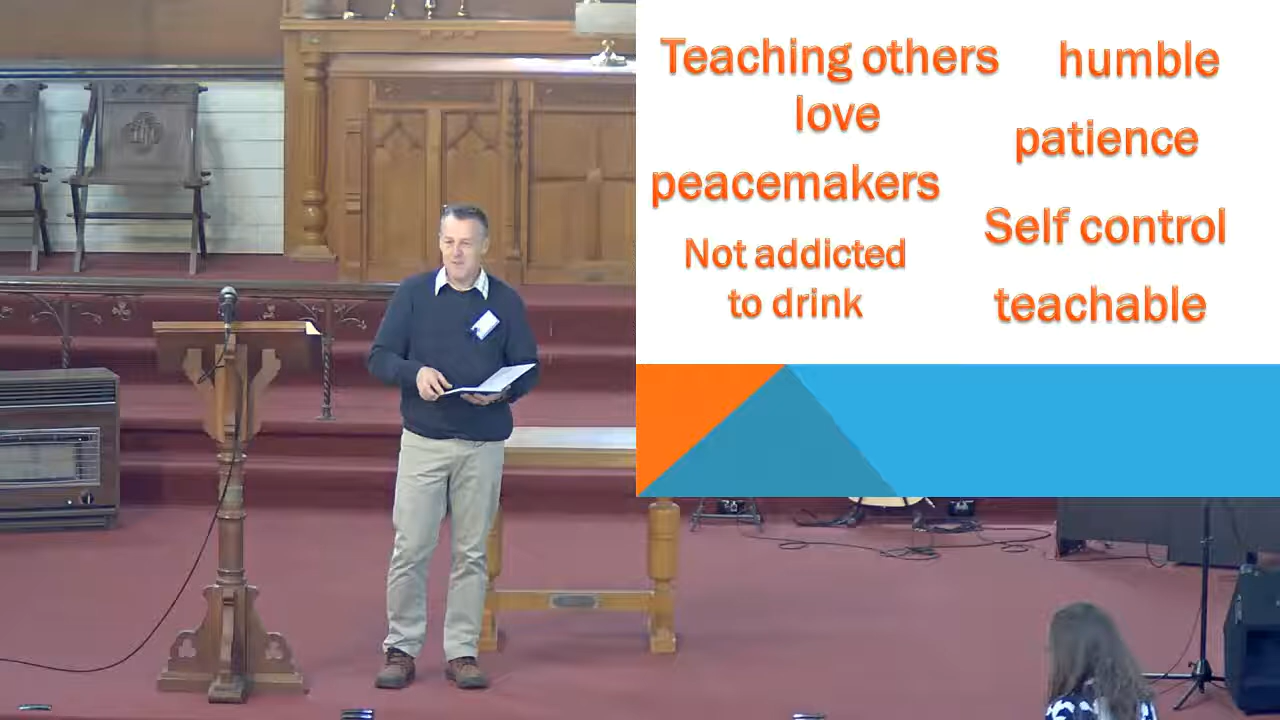 Teaching others
love
peacemakers
Not addicted
to drink
humble
patience
Self control
teachable